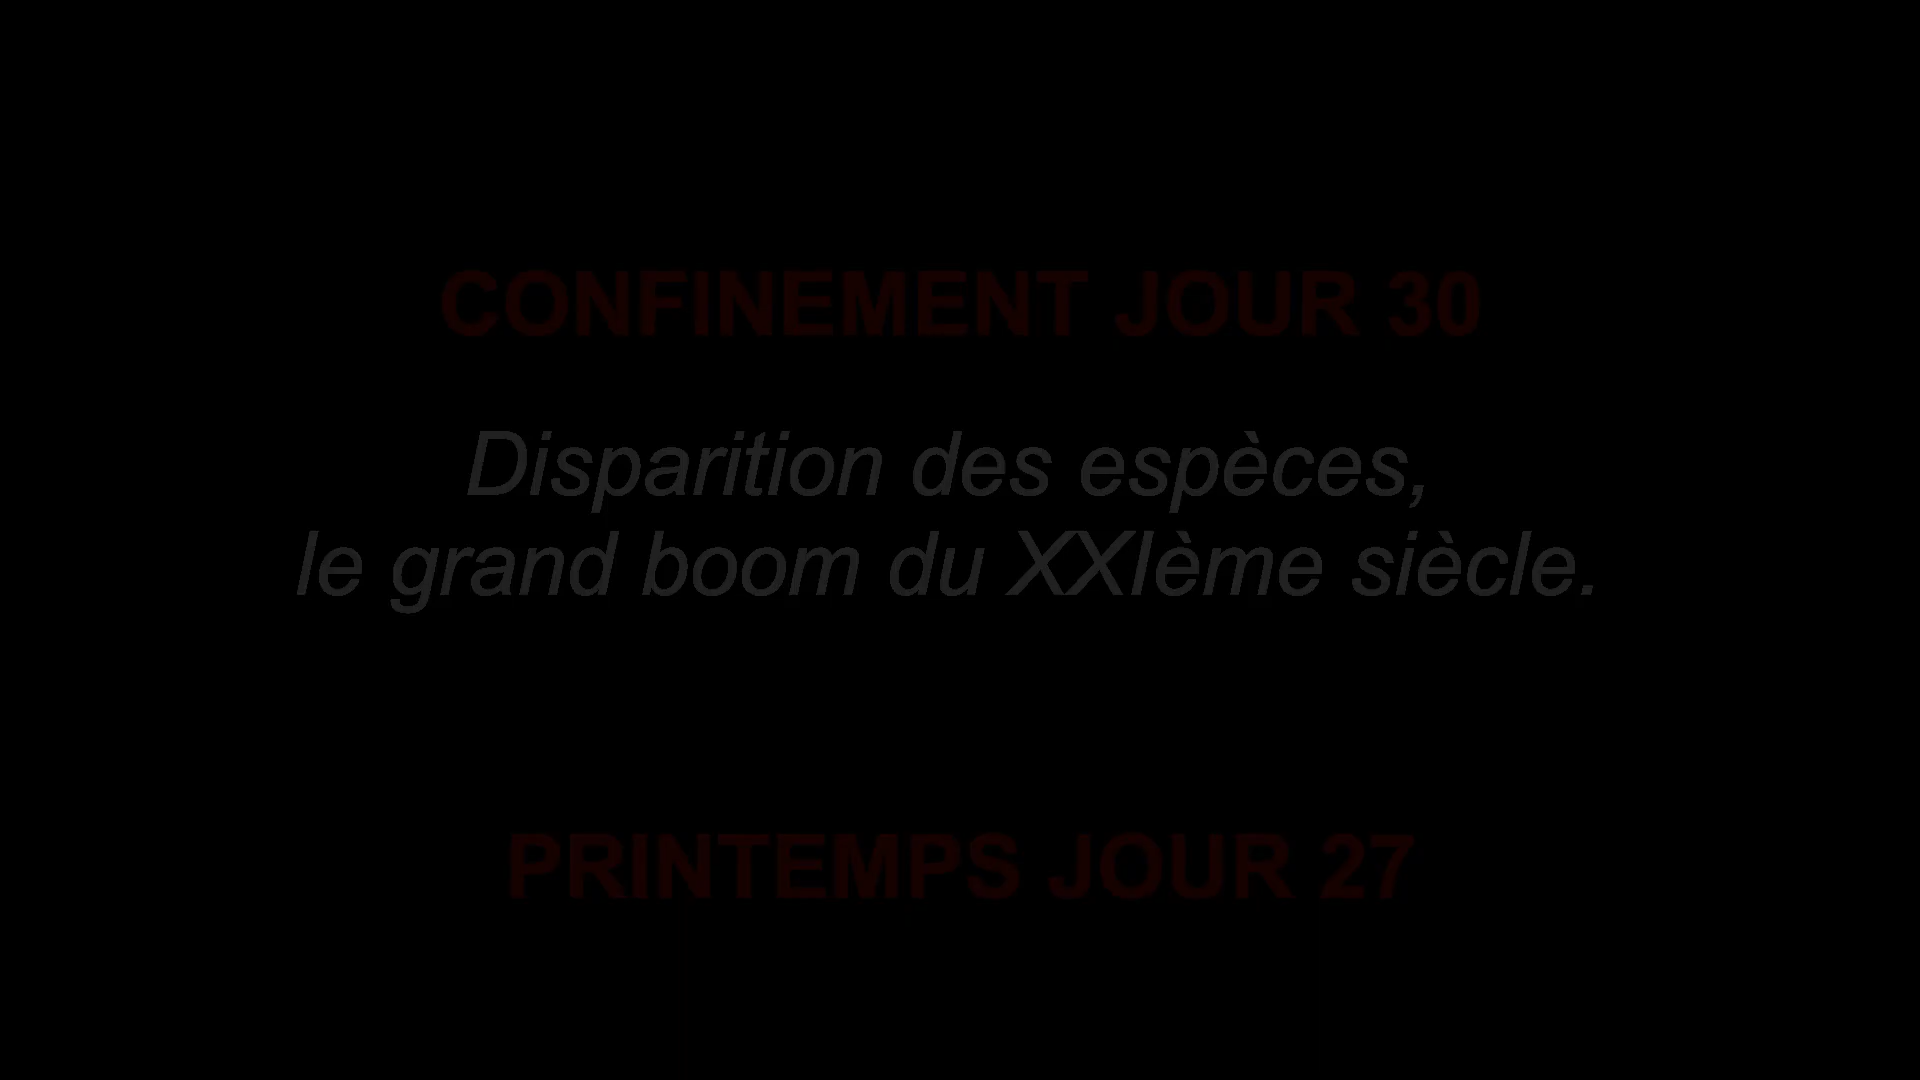 CONFINEMENT JOUR 30
Disparition des espèces,
le grand boom du XXIème siècle.
PRINTEMPS JOUR 27